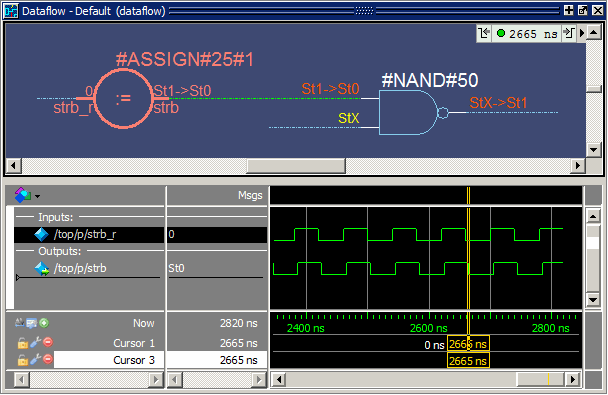 Dataflow - Default (dataflow)
2665 ns
#ASSIGN#25#1
#NAND#50
0
St1->St0
St1->St0
StX->St1
:=
strb_r
strb
StX
Msgs
Inputs:
/top/p/strb_r
0
Outputs:
/top/p/strb
St0
Now
2820 ns
2400 ns
2600 ns
2800 ns
Cursor 1
2665 ns
0 ns
2665 ns
Cursor 3
2665 ns
2665 ns